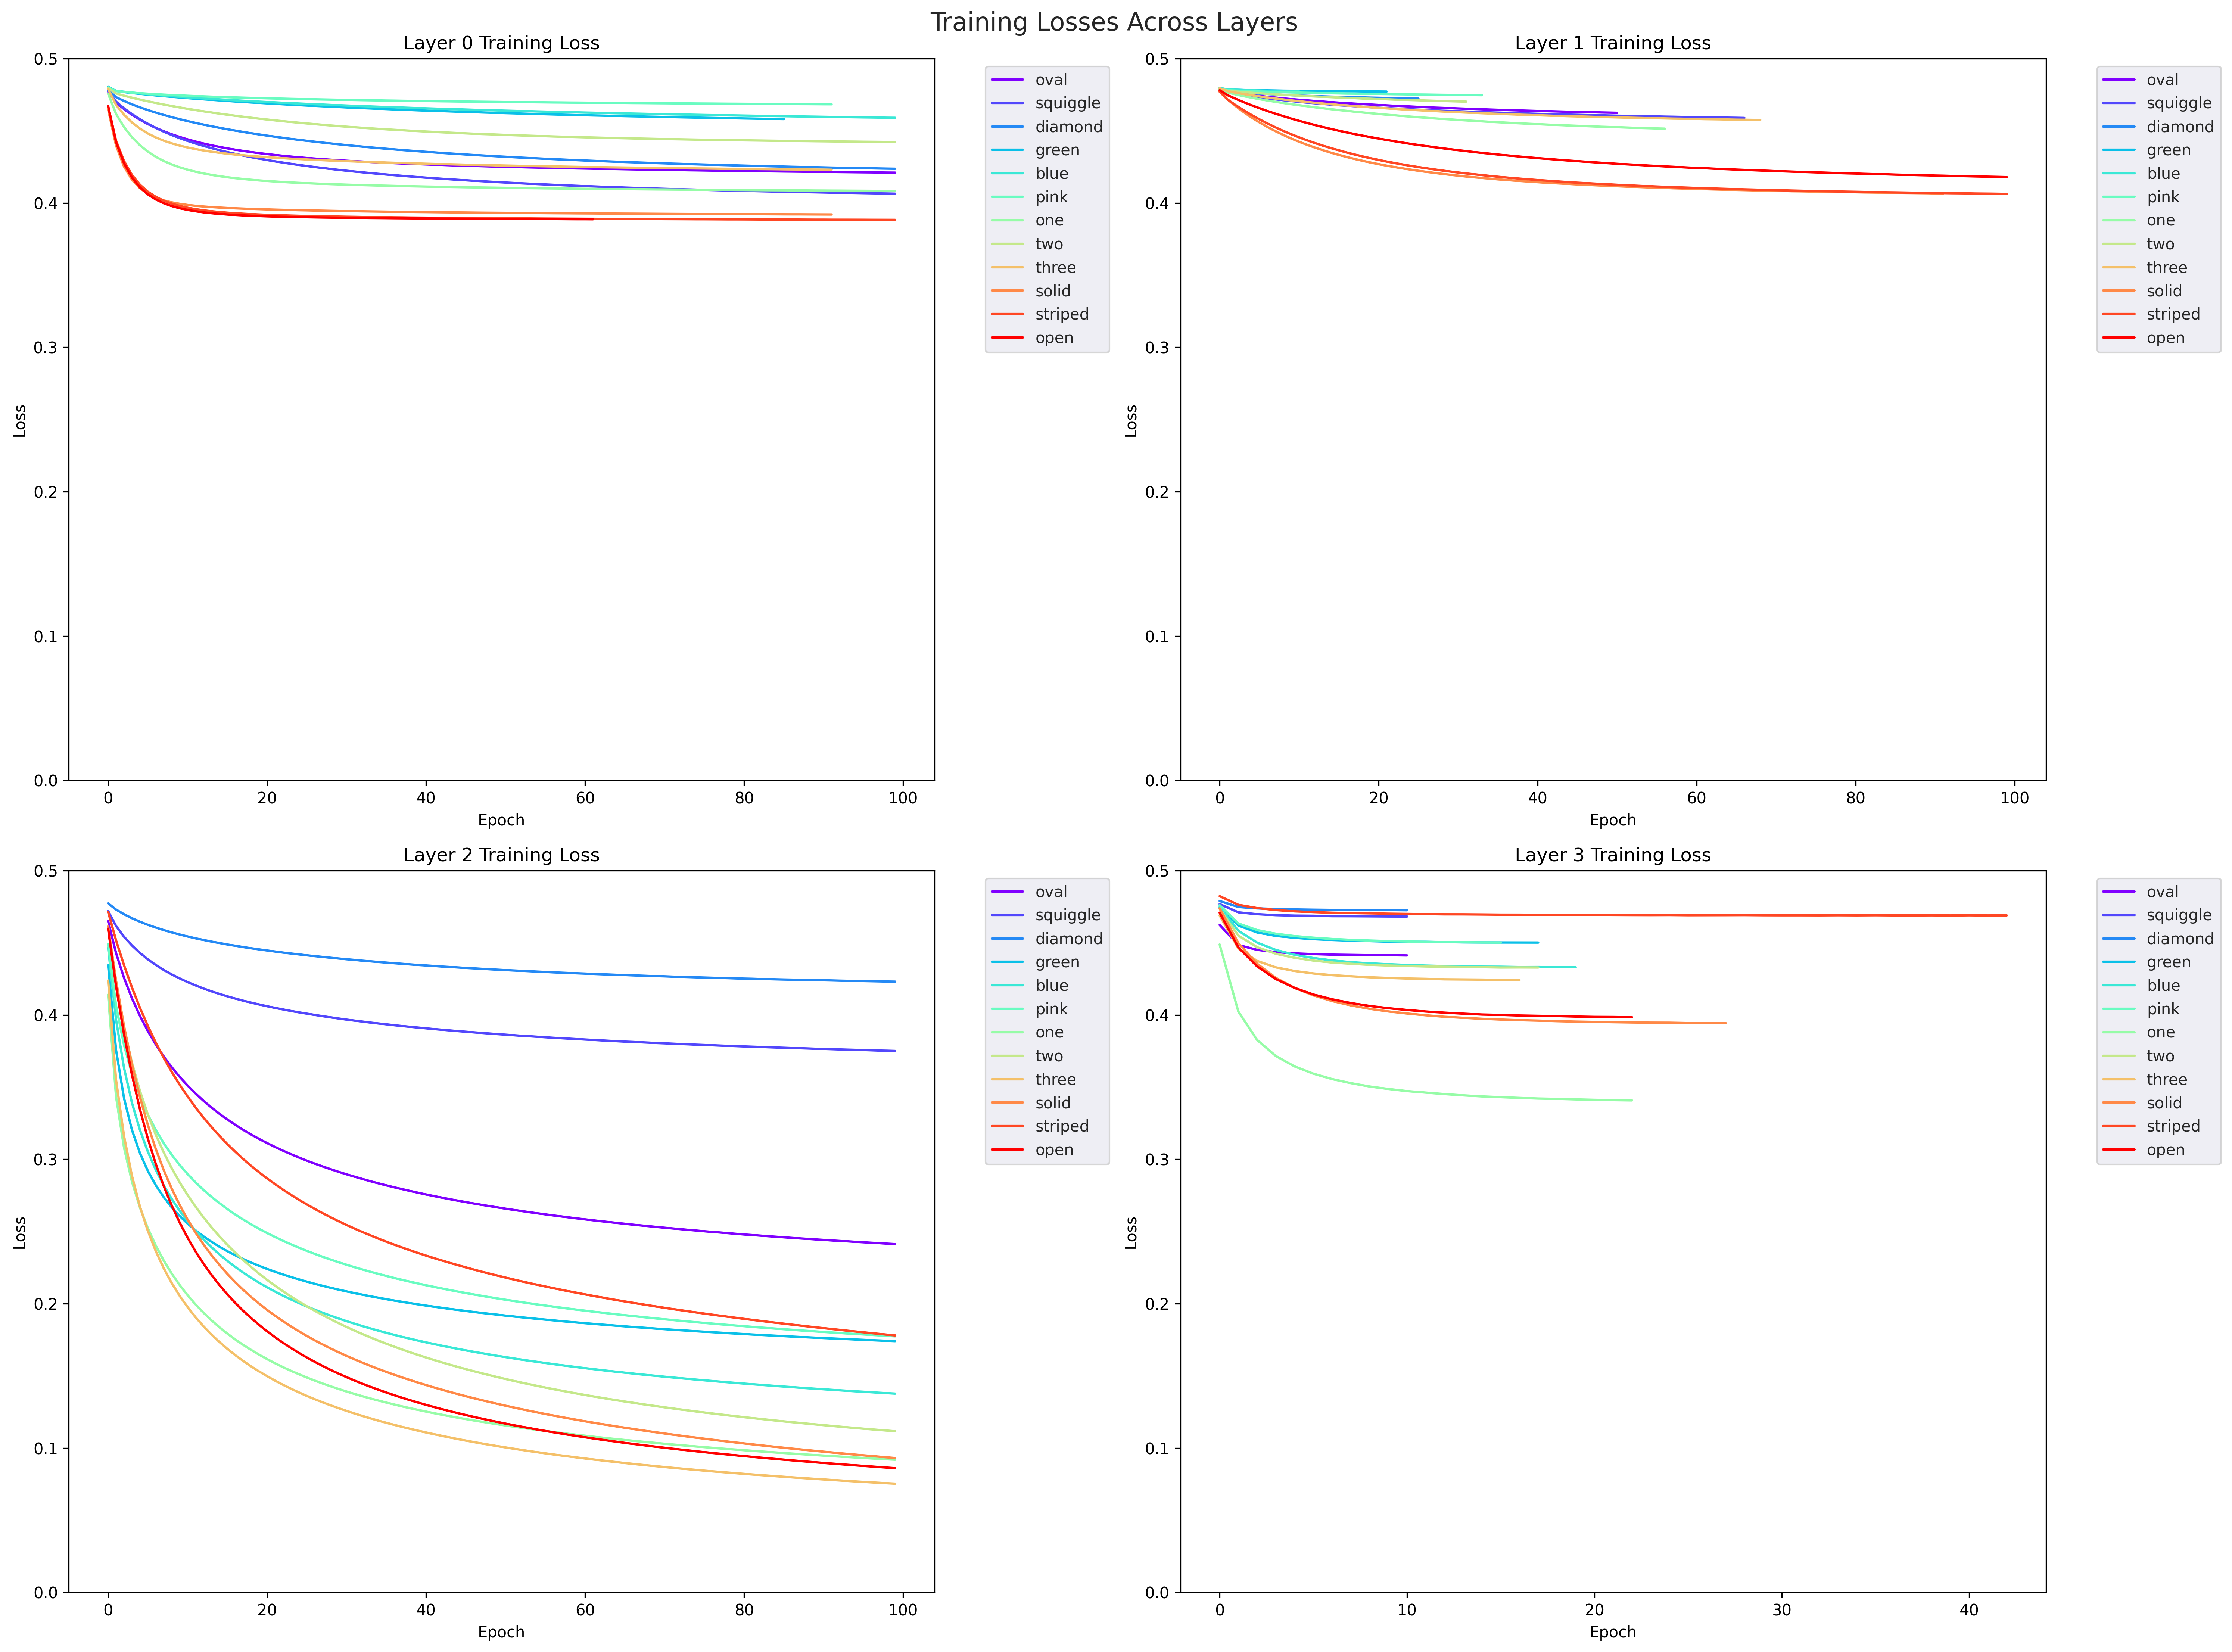 Training Losses Across Layers
Layer 0 Training Loss
0.5
0.4
0.3
0.2
0.1
0.0
Loss
0 20 40 60 80 100
Epoch
oval
squiggle
diamond
green
blue
pink
one
two
three
solid
striped
open
Layer 1 Training Loss
0.5
0.4
0.3
0.2
0.1
0.0
Loss
0 20 40 60 80 100
Epoch
oval
squiggle
diamond
green
blue
pink
one
two
three
solid
striped
open
Layer 2 Training Loss
0.5
0.4
0.3
0.2
0.1
0.0
Loss
0 20 40 60 80 100
Epoch
oval
squiggle
diamond
green
blue
pink
one
two
three
solid
striped
open
Layer 3 Training Loss
0.5
0.4
0.3
0.2
0.1
0.0
Loss
0 10 20 30 40
Epoch
oval
squiggle
diamond
green
blue
pink
one
two
three
solid
striped
open